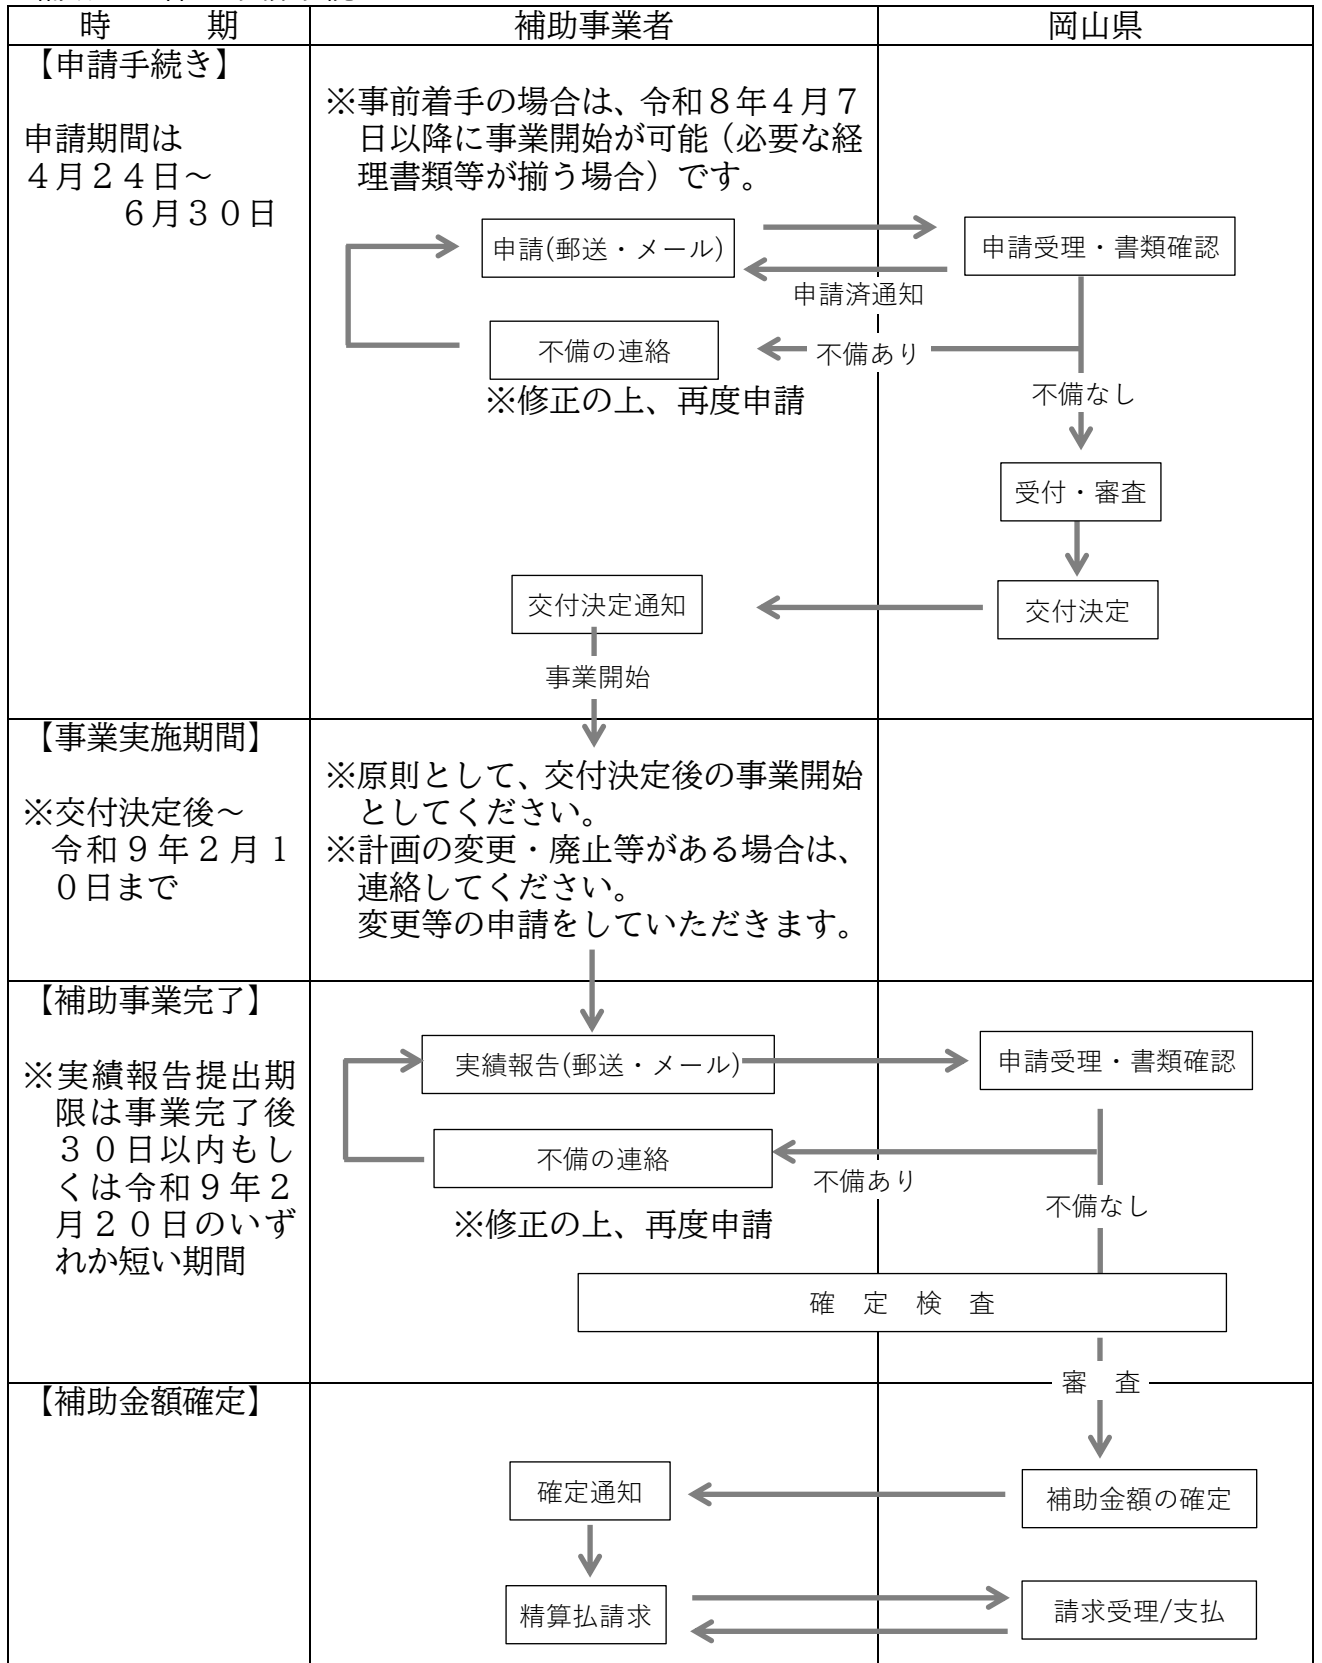 時　　　期
補助事業者
岡山県
【申請手続き】
申請期間は
４月２４日～
６月３０日
※事前着手の場合は、令和８年４月７
日以降に事業開始が可能（必要な経
理書類等が揃う場合）です。
申請(郵送・メール)
申請受理・書類確認
申請済通知
不備の連絡
不備あり
※修正の上、再度申請
不備なし
受付・審査
交付決定通知
交付決定
事業開始
【事業実施期間】
※交付決定後～
令和９年２月１
０日まで
※原則として、交付決定後の事業開始
としてください。
※計画の変更・廃止等がある場合は、
連絡してください。
変更等の申請をしていただきます。
【補助事業完了】
※実績報告提出期
限は事業完了後
３０日以内もし
くは令和９年２
月２０日のいず
れか短い期間
実績報告(郵送・メール)
申請受理・書類確認
不備の連絡
不備あり
※修正の上、再度申請
不備なし
確　定　検　査
審　査
【補助金額確定】
確定通知
補助金額の確定
精算払請求
請求受理/支払